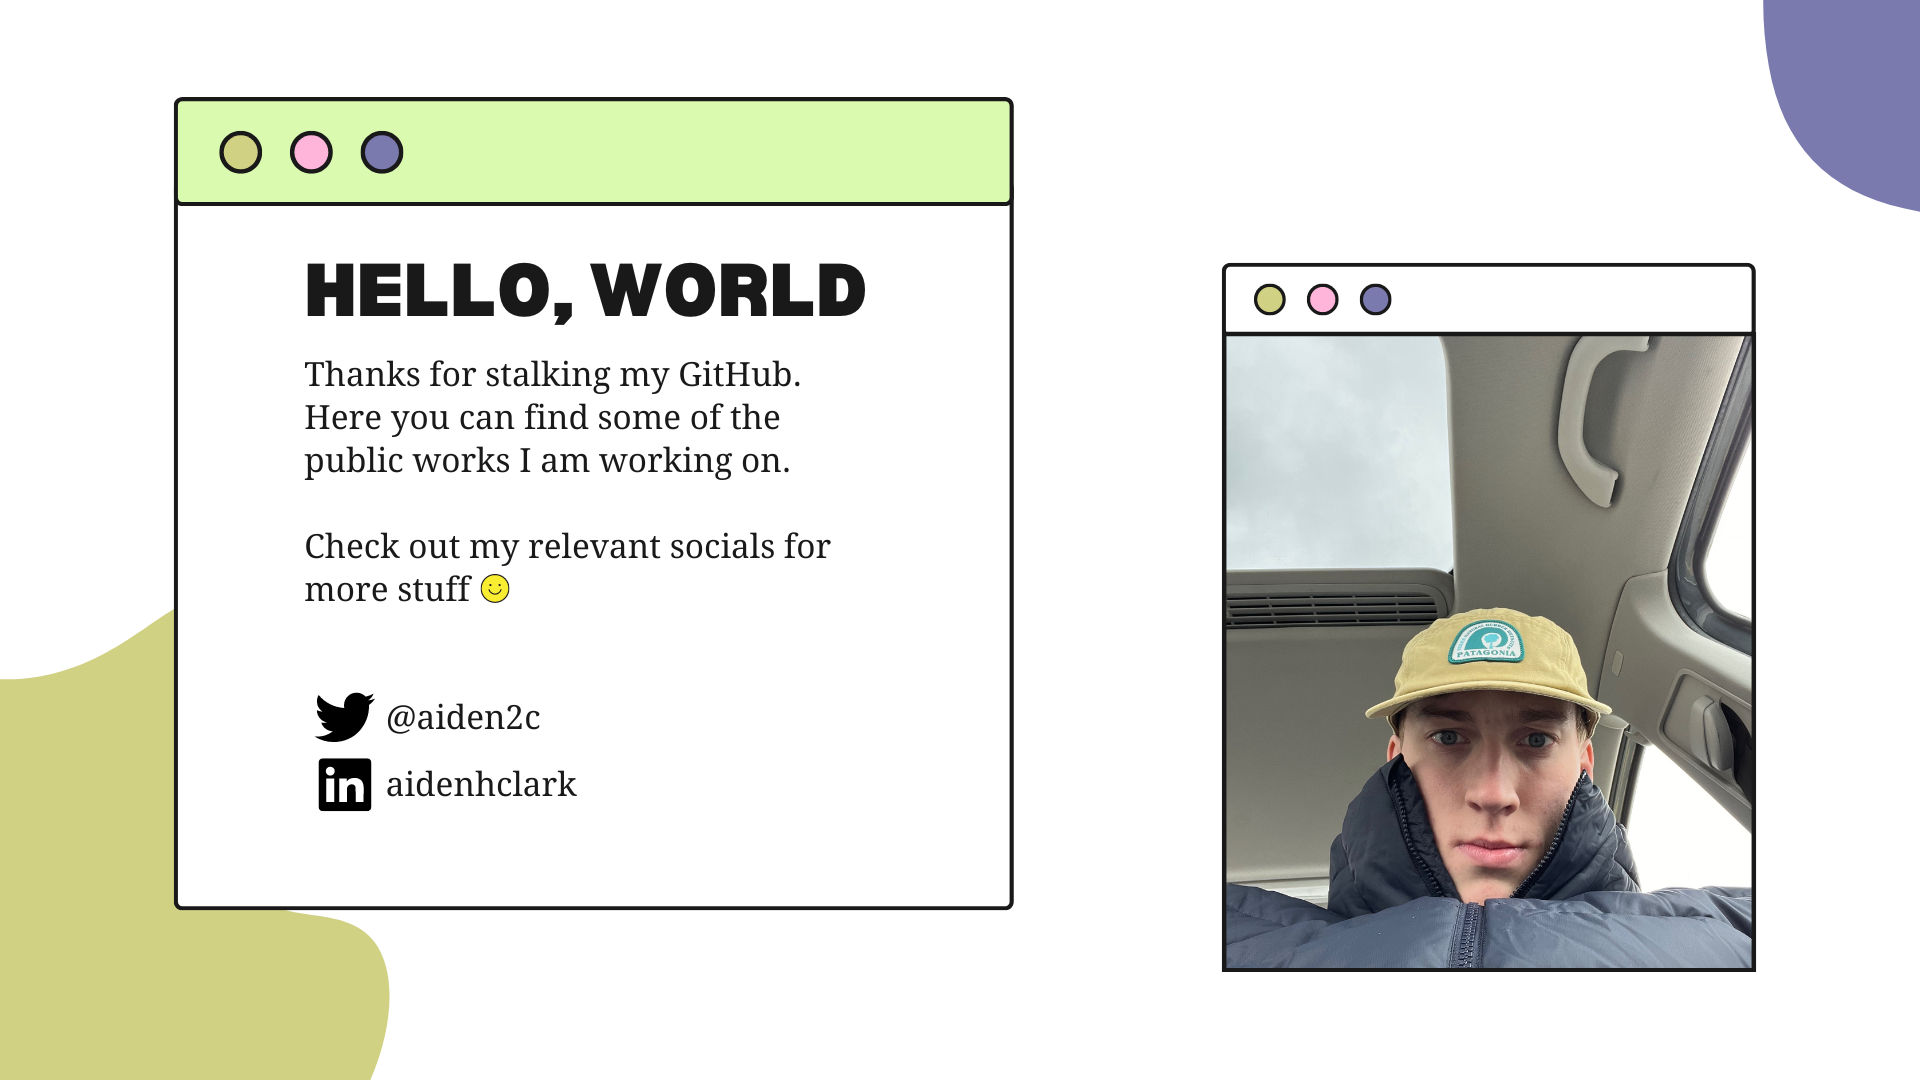 HELLO, WORLD
Thanks for stalking my GitHub.
Here you can find some of the
public works I am working on.
Check out my relevant socials for
more stuff
@aiden2c
in
aidenhclark
PATAGONIA